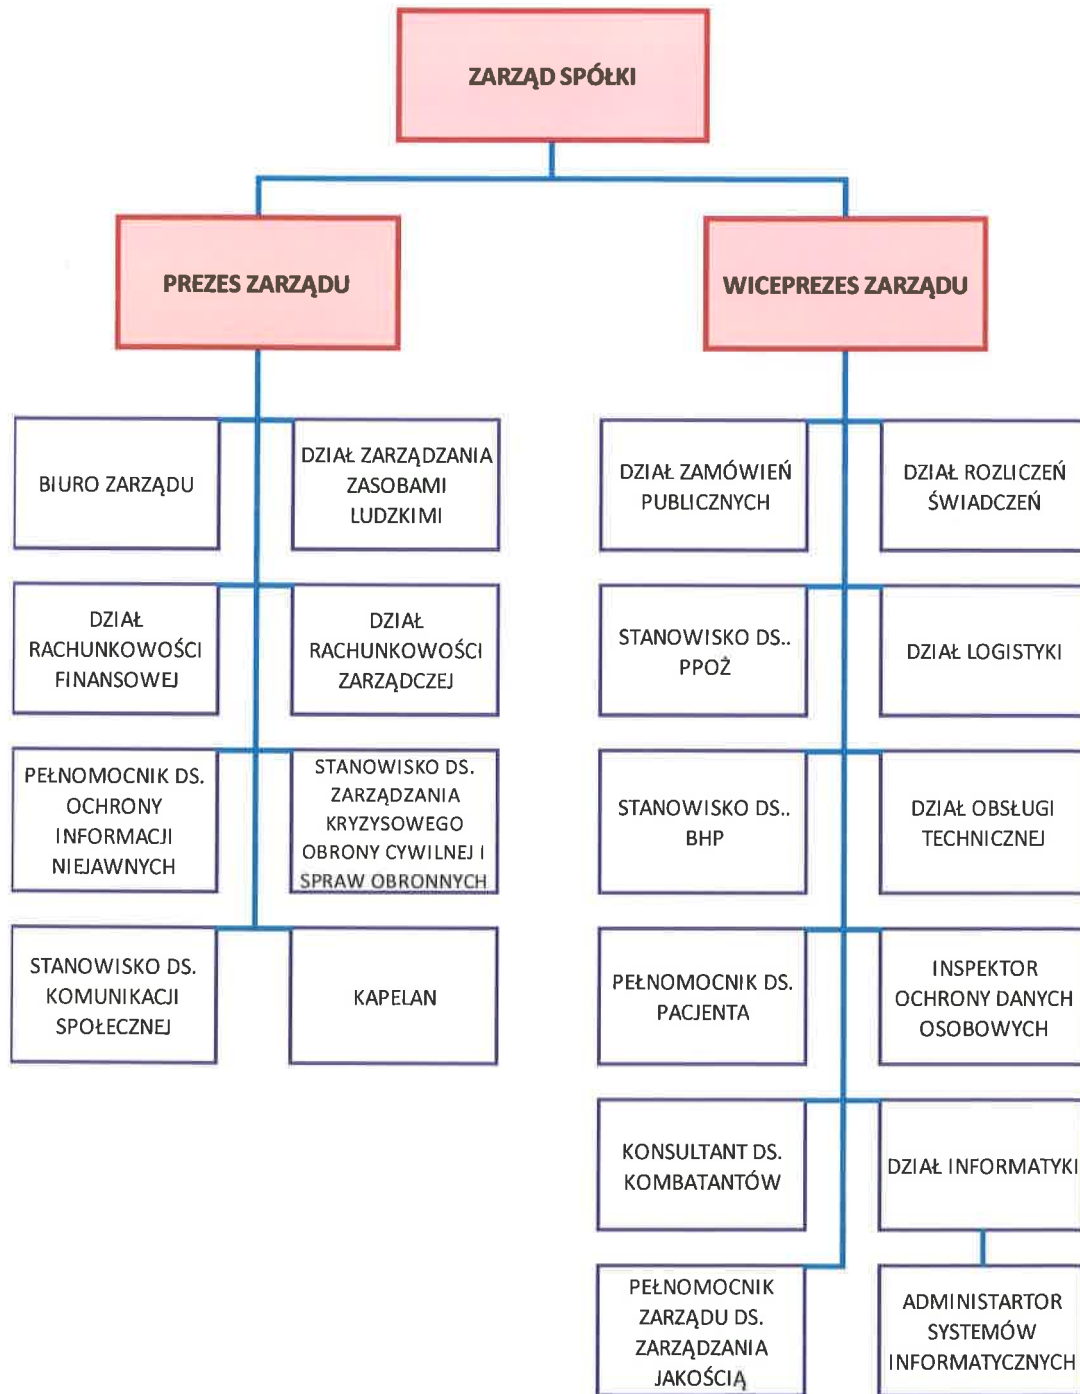 ZARZĄD SPÓŁKI
PREZES ZARZĄDU
WICEPREZES ZARZĄDU
BIURO ZARZĄDU
DZIAŁ ZARZĄDZANIA
ZASOBAMI
LUDZKIMI
DZIAŁ
RACHUNKOWOŚCI
FINANSOWEJ
DZIAŁ
RACHUNKOWOŚCI
ZARZĄDCZEJ
PEŁNOMOCNIK DS.
OCHRONY
INFORMACJI
NIEJAWNYCH
STANOWISKO DS.
ZARZĄDZANIA
KRYZYSOWEGO
OBRONY CYWILNEJ I
SPRAW OBRONNYCH
STANOWISKO DS.
KOMUNIKACJI
SPOŁECZNEJ
KAPELAN
DZIAŁ ZAMÓWIEŃ
PUBLICZNYCH
DZIAŁ ROZLICZEŃ
ŚWIADCZEŃ
STANOWISKO DS..
PPOŻ
DZIAŁ LOGISTYKI
STANOWISKO DS..
BHP
DZIAŁ OBSŁUGI
TECHNICZNEJ
PEŁNOMOCNIK DS.
PACJENTA
INSPEKTOR
OCHRONY DANYCH
OSOBOWYCH
KONSULTANT DS.
KOMBATANTÓW
DZIAŁ INFORMATYKI
PEŁNOMOCNIK
ZARZĄDU DS.
ZARZĄDZANIA
JAKOŚCIĄ
ADMINISTARTOR
SYSTEMÓW
INFORMATYCZNYCH